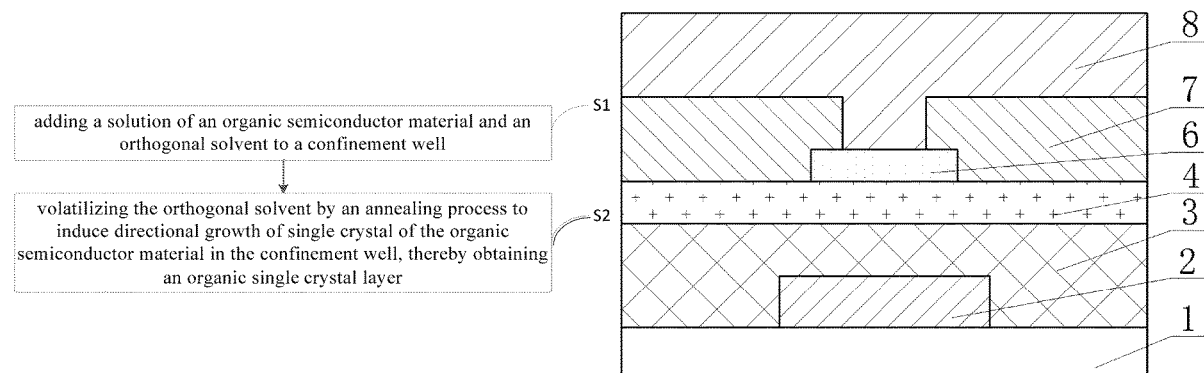 S1
adding a solution of an organic semiconductor material and an
orthogonal solvent to a confinement well
S2
volatilizing the orthogonal solvent by an annealing process to
induce directional growth of single crystal of the organic
semiconductor material in the confinement well, thereby obtaining
an organic single crystal layer
8
7
6
4
3
2
1